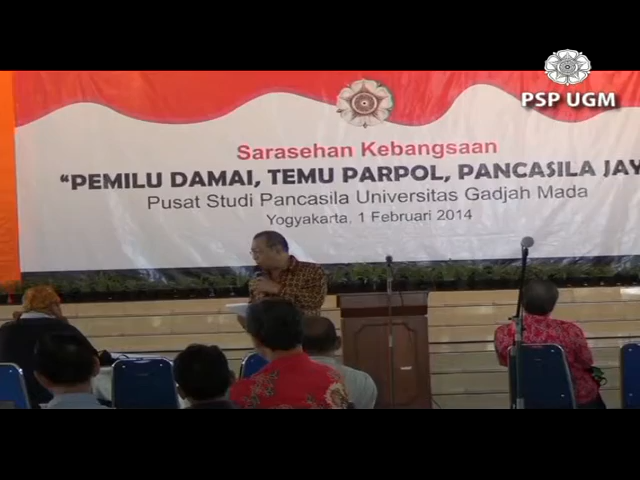 PSP UGM
Sarasehan Kebangsaan
"PEMILU DAMAI, TEMU PARPOL, PANCASILA JAY
Pusat Studi Pancasila Universitas Gadjah Mada
Yogyakarta, 1 Februari 2014